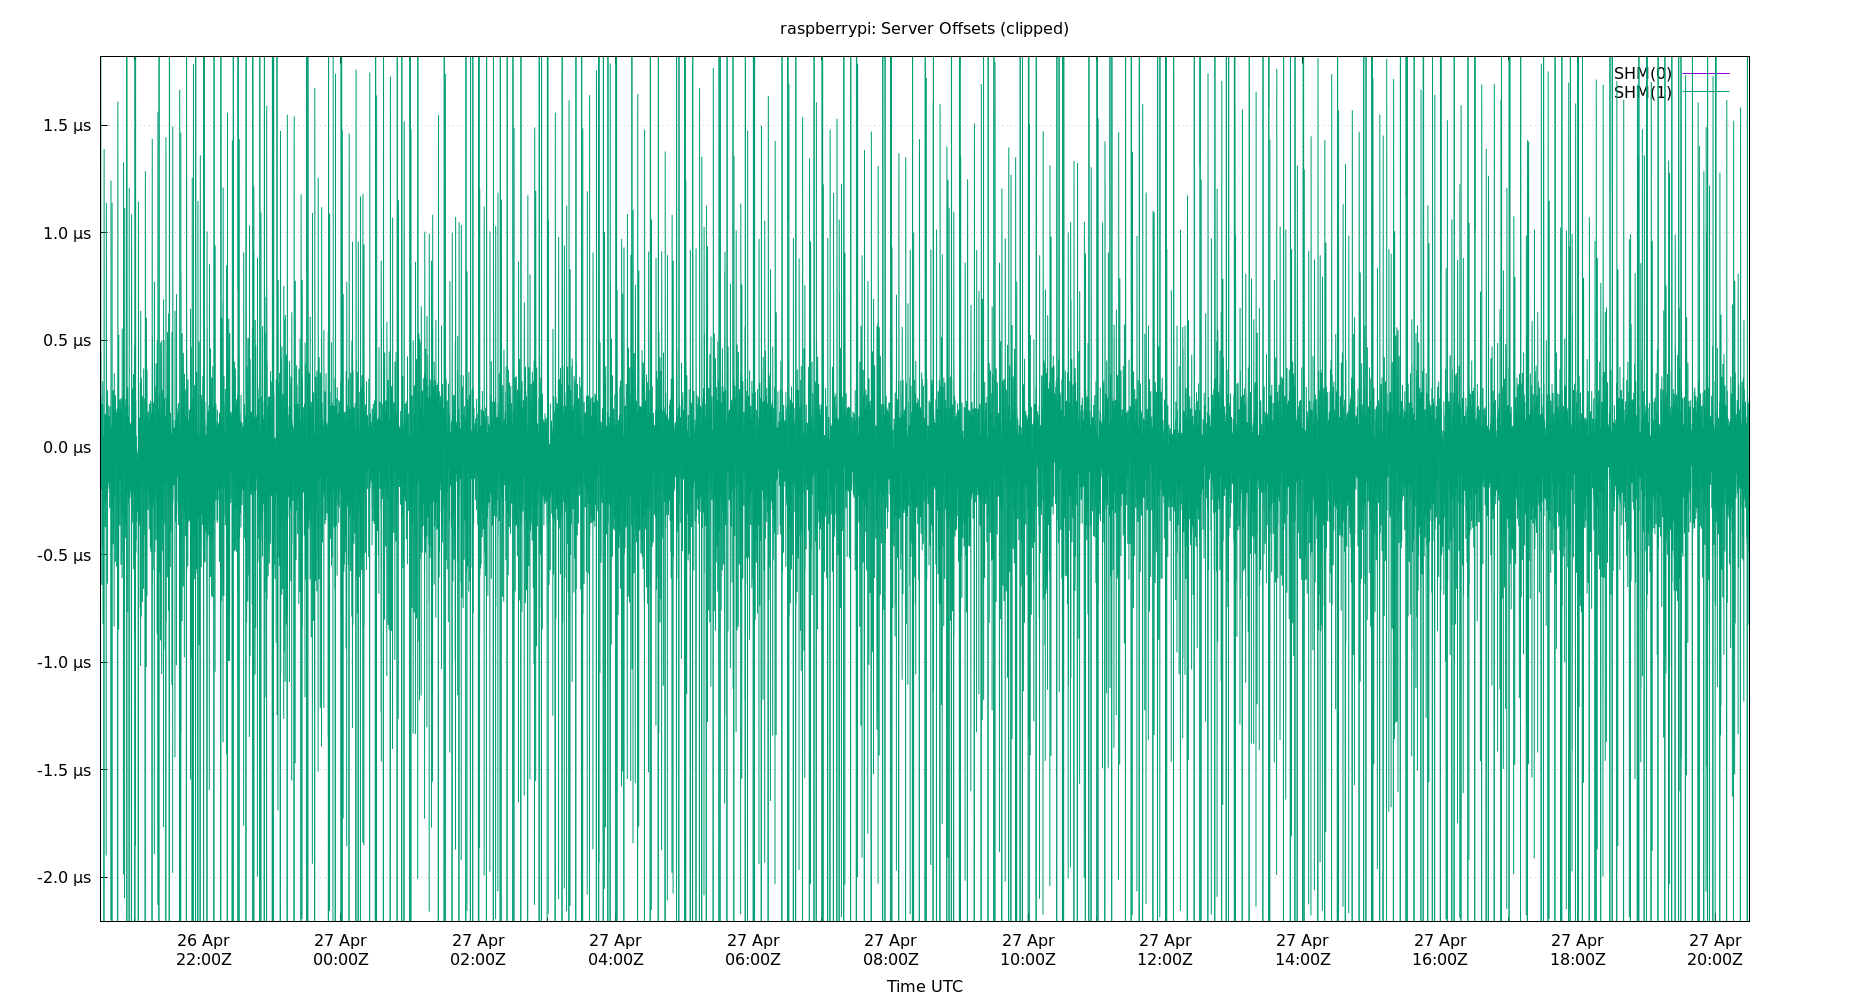 raspberrypi: Server Offsets (clipped)
SHM(0)
SHM(1)
1.5 µs
1.0 µs
0.5 µs
0.0 µs
-0.5 µs
-1.0 µs
-1.5 µs
-2.0 µs
26 Apr 27 Apr 27 Apr 27 Apr 27 Apr 27 Apr 27 Apr 27 Apr 27 Apr 27 Apr 27 Apr 27 Apr
22:00Z 00:00Z 02:00Z 04:00Z 06:00Z 08:00Z 10:00Z 12:00Z 14:00Z 16:00Z 18:00Z 20:00Z
Time UTC